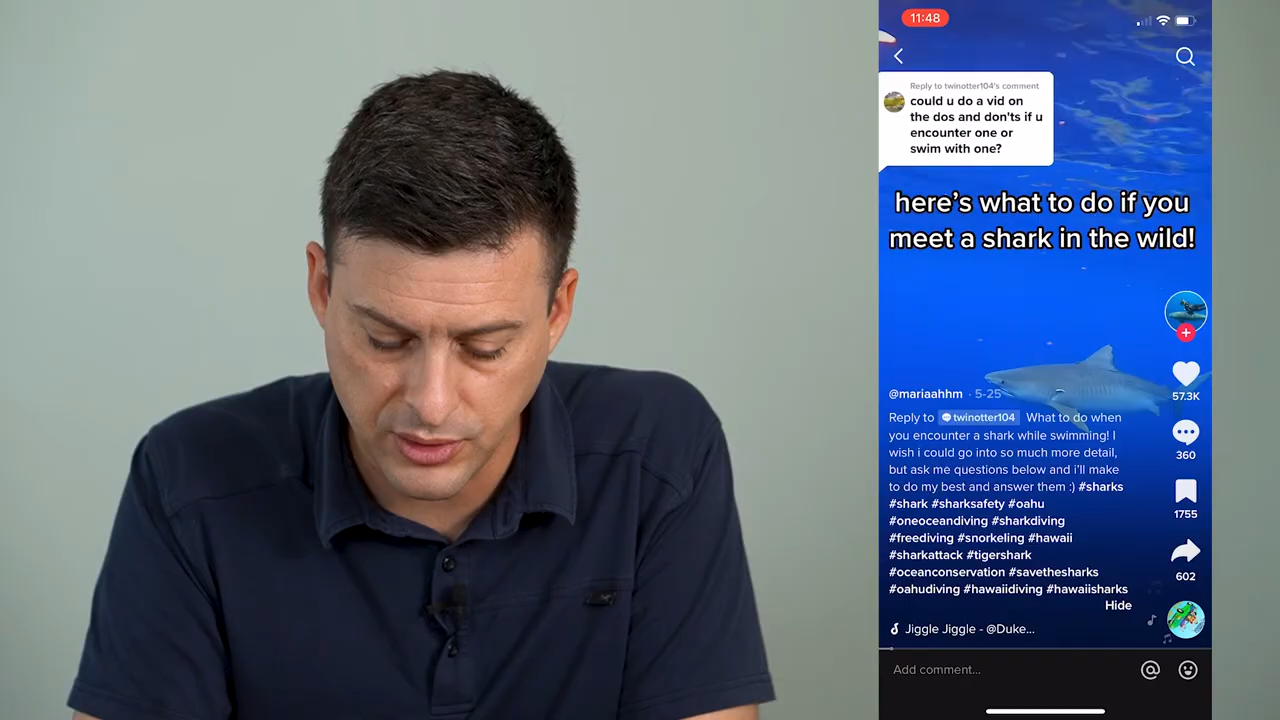 11:48
Reply to twinotter104's comment
could u do a vid on
the dos and don'ts if u
encounter one or
swim with one?
here's what to do if you
meet a shark in the wild!
@mariaahhm · 5-25
Reply to twinotter104 What to do when
you encounter a shark while swimming! I
wish i could go into so much more detail,
but ask me questions below and i'll make
to do my best and answer them :) #sharks
#shark #sharksafety #oahu
#oneoceandiving #sharkdiving
#freediving #snorkeling #hawaii
#sharkattack #tigershark
#oceanconservation #savethesharks
#oahudiving #hawaiidiving #hawaiisharks
Hide
Jiggle Jiggle - @Duke...
57.3K
360
1755
602
Add comment...